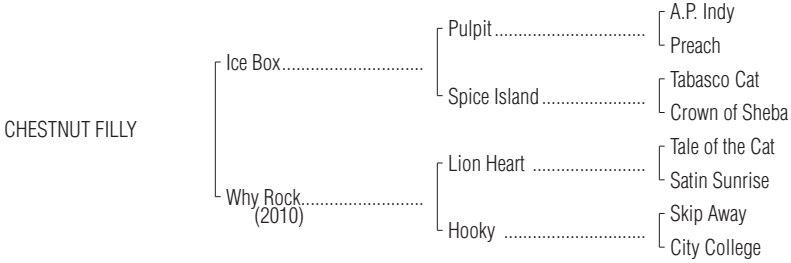 A.P. Indy
Pulpit..............................
Preach
Ice Box............................
Tabasco Cat
Spice Island.....................
Crown of Sheba
CHESTNUT FILLY
Tale of the Cat
Lion Heart .......................
Satin Sunrise
Why Rock........................
(2010)
Skip Away
Hooky ............................
City College